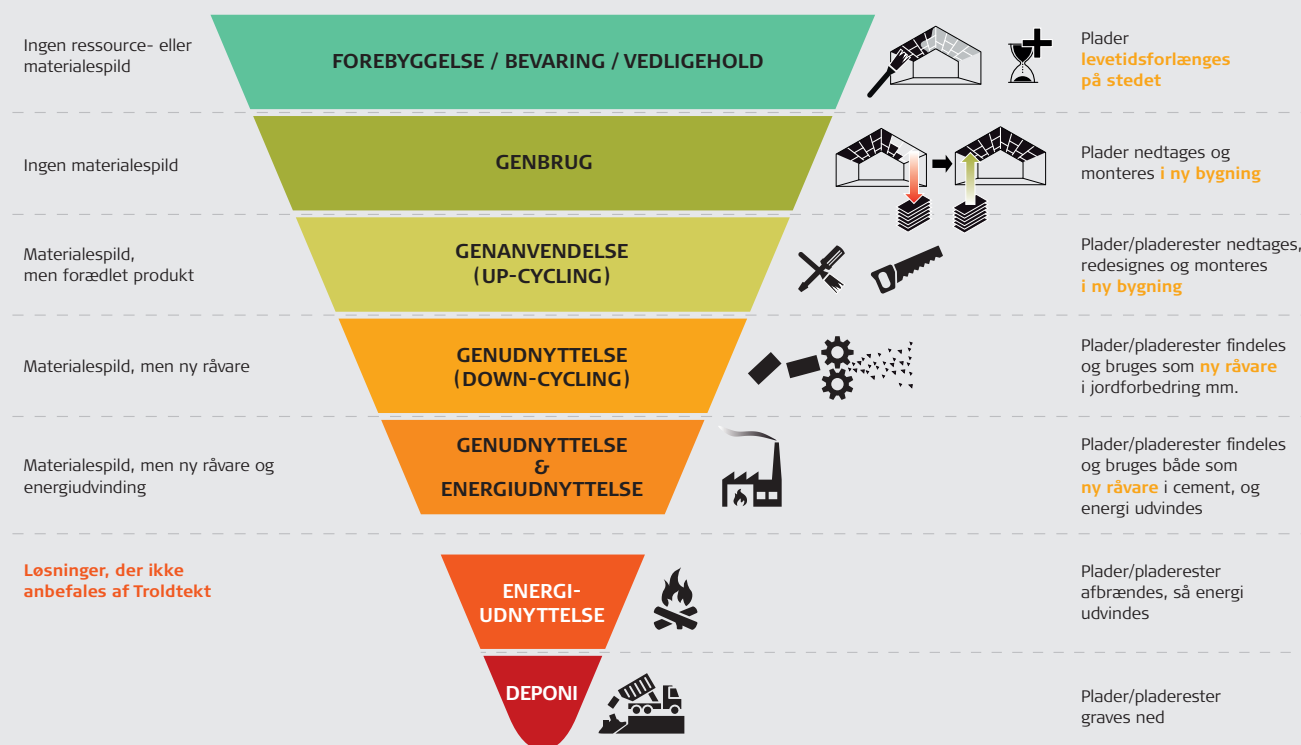 Ingen ressource- eller
materialespild
FOREBYGGELSE / BEVARING / VEDLIGEHOLD
Plader
levetidsforlænges
på stedet
Ingen materialespild
GENBRUG
Plader nedtages og
monteres i ny bygning
Materialespild,
men forædlet produkt
GENANVENDELSE
(UP-CYCLING)
Plader/pladerester nedtages,
redesignes og monteres
i ny bygning
Materialespild, men ny råvare
GENUDNYTTELSE
(DOWN-CYCLING)
Plader/pladerester findeles
og bruges som ny råvare
i jordforbedring mm.
Materialespild, men ny råvare og
energiudvinding
GENUDNYTTELSE
&
ENERGIUDNYTTELSE
Plader/pladerester findeles
og bruges både som
ny råvare i cement, og
energi udvindes
Løsninger, der ikke
anbefales af Troldtekt
ENERGI-
UDNYTTELSE
Plader/pladerester
afbrændes, så energi
udvindes
DEPONI
Plader/pladerester
graves ned